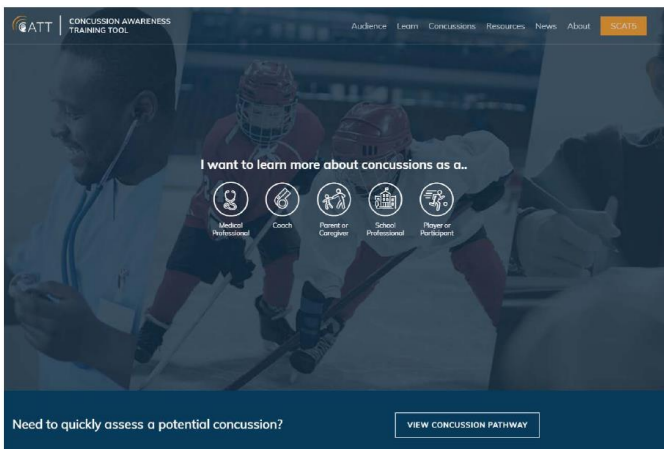 CATT
CONCUSSION AWARENESS
TRAINING TOOL
Audience Learn Concussions Resources News About SCAT5
I want to learn more about concussions as a..
Medical
Professional
Coach
Parent or
Caregiver
School
Professional
Player or
Participant
Need to quickly assess a potential concussion?
VIEW CONCUSSION PATHWAY